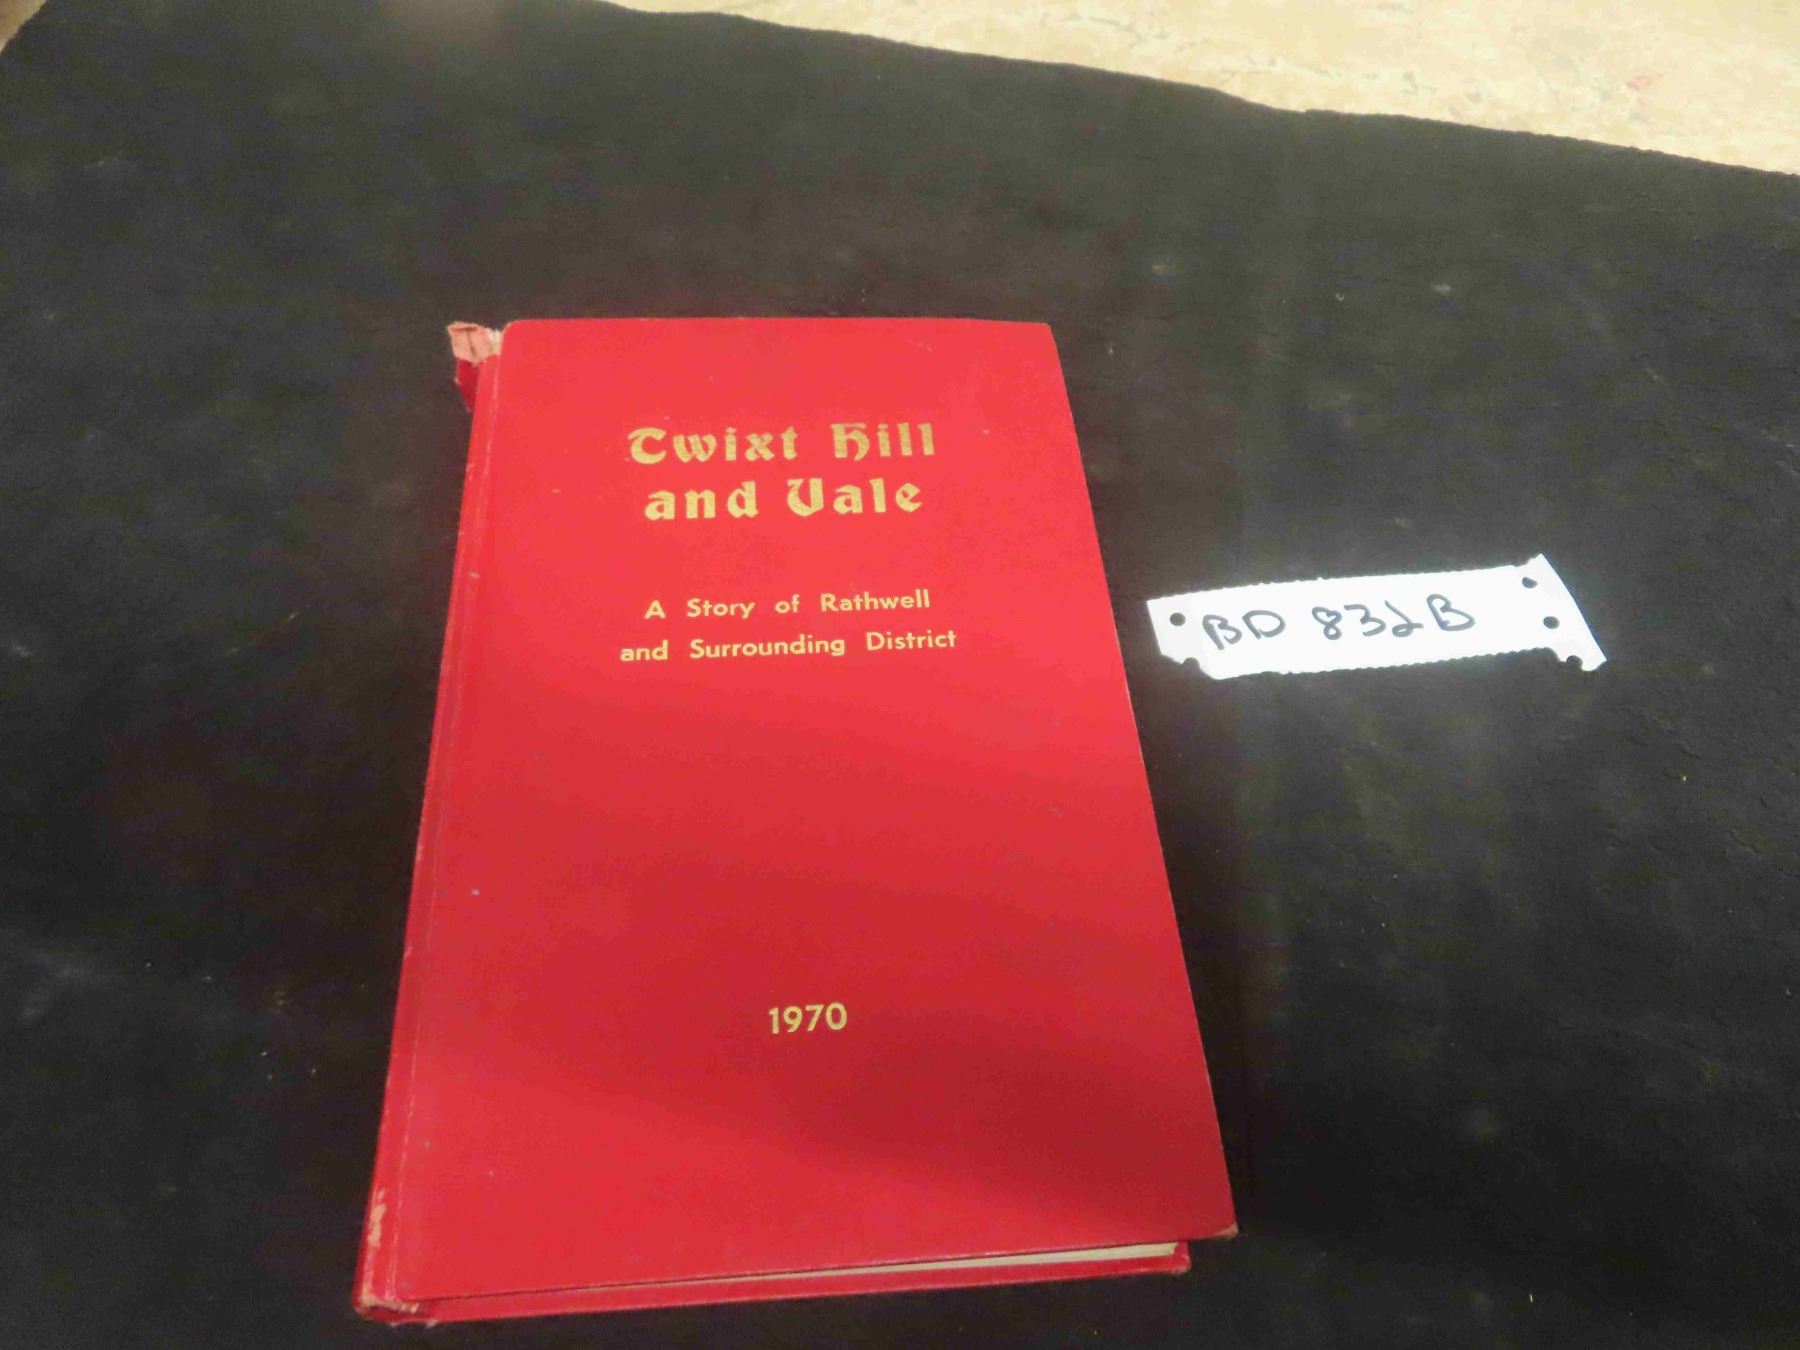 Twixt Hill
and Vale
A Story of Rathwell
and Surrounding District
1970
BD 832B